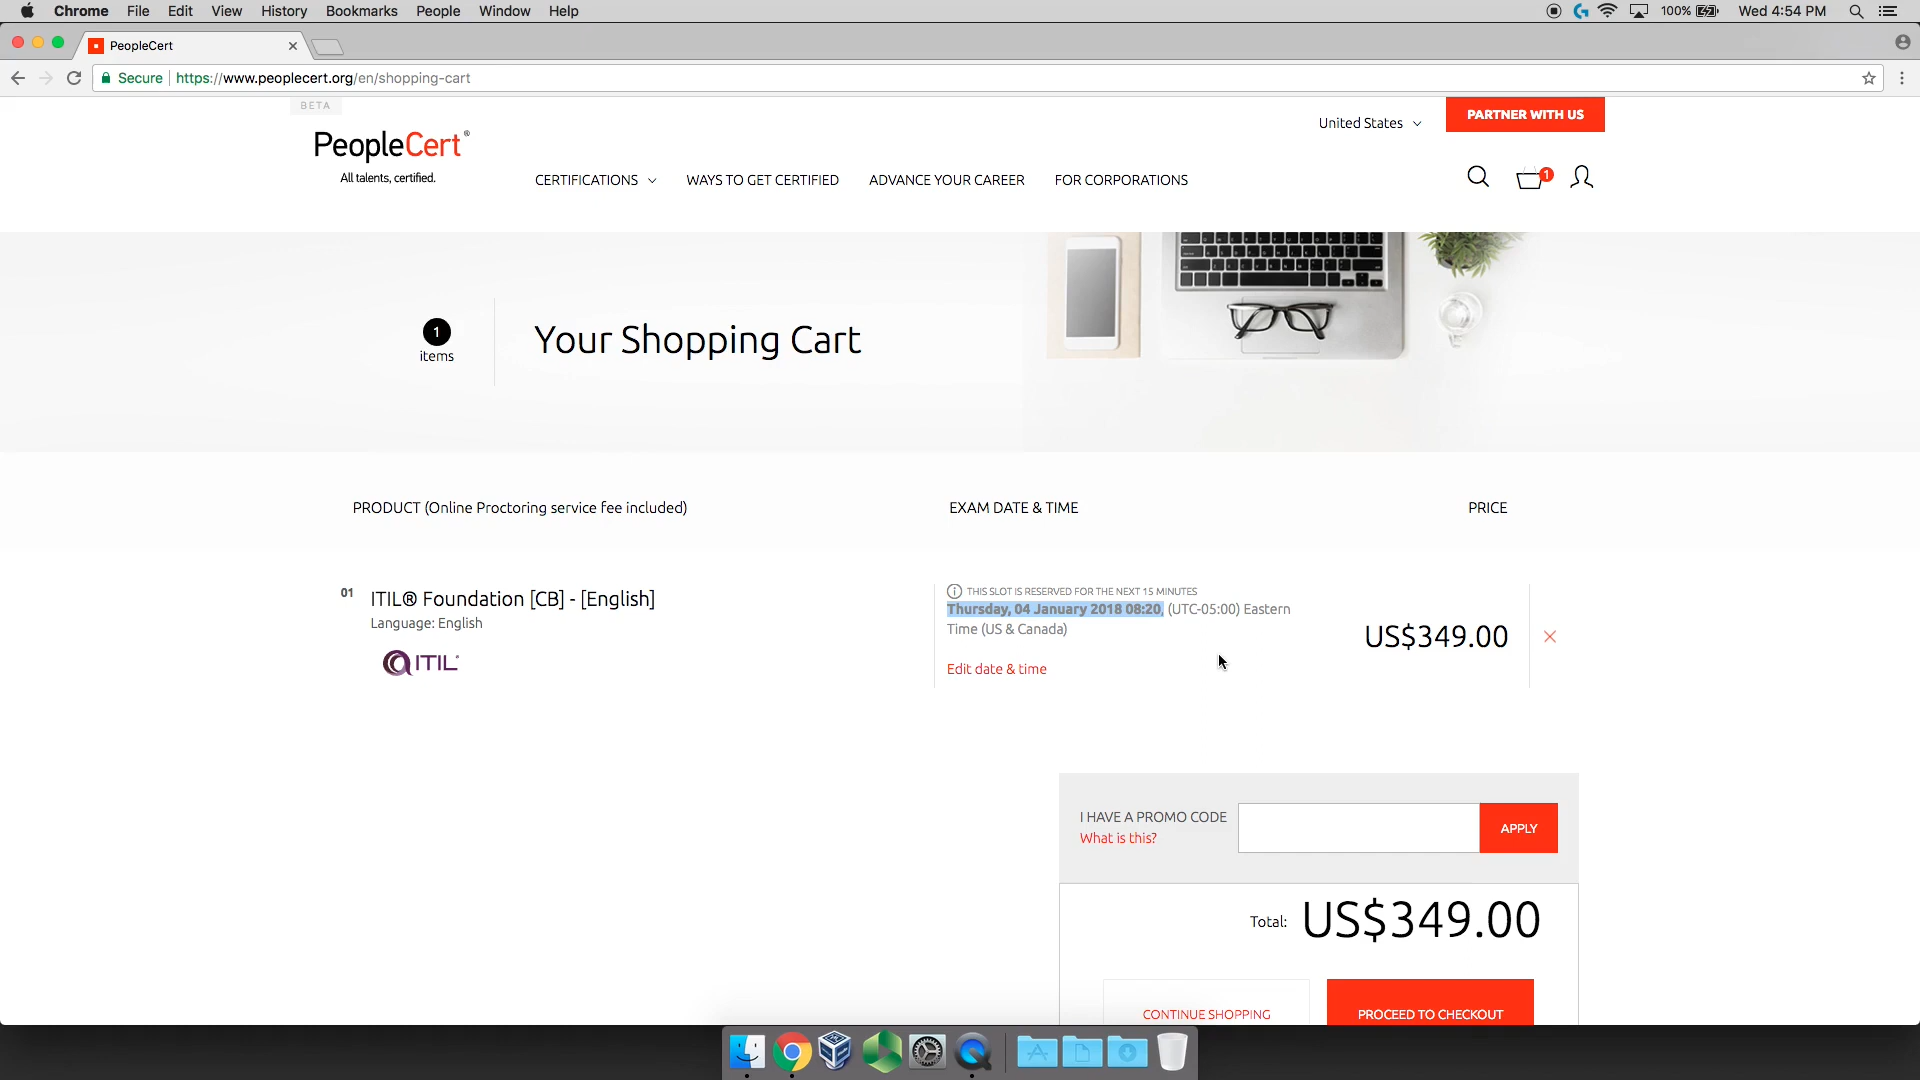 Chrome File Edit View History Bookmarks People Window Help 100% Wed 4:54 PM
PeopleCert
Secure https://www.peoplecert.org/en/shopping-cart
BETA
United States
PARTNER WITH US
PeopleCert®
All talents, certified.
CERTIFICATIONS WAYS TO GET CERTIFIED ADVANCE YOUR CAREER FOR CORPORATIONS
1
1
items
Your Shopping Cart
PRODUCT (Online Proctoring service fee included) EXAM DATE & TIME PRICE
01 ITIL® Foundation [CB] - [English]
Language: English
ITIL®
THIS SLOT IS RESERVED FOR THE NEXT 15 MINUTES
Thursday, 04 January 2018 08:20, (UTC-05:00) Eastern
Time (US & Canada)
Edit date & time
US$349.00
I HAVE A PROMO CODE
What is this?
APPLY
Total: US$349.00
CONTINUE SHOPPING PROCEED TO CHECKOUT